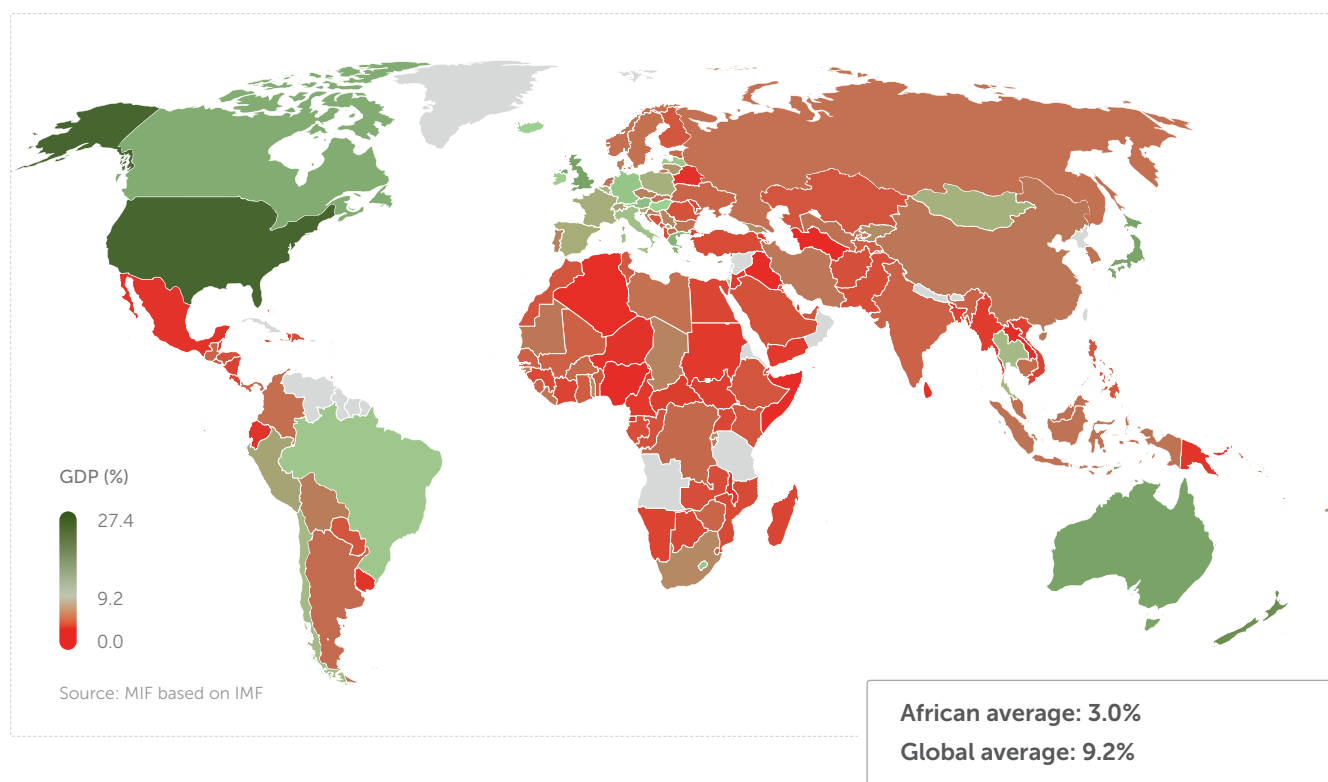 GDP (%)
27.4
9.2
0.0
Source: MIF based on IMF
African average: 3.0%
Global average: 9.2%